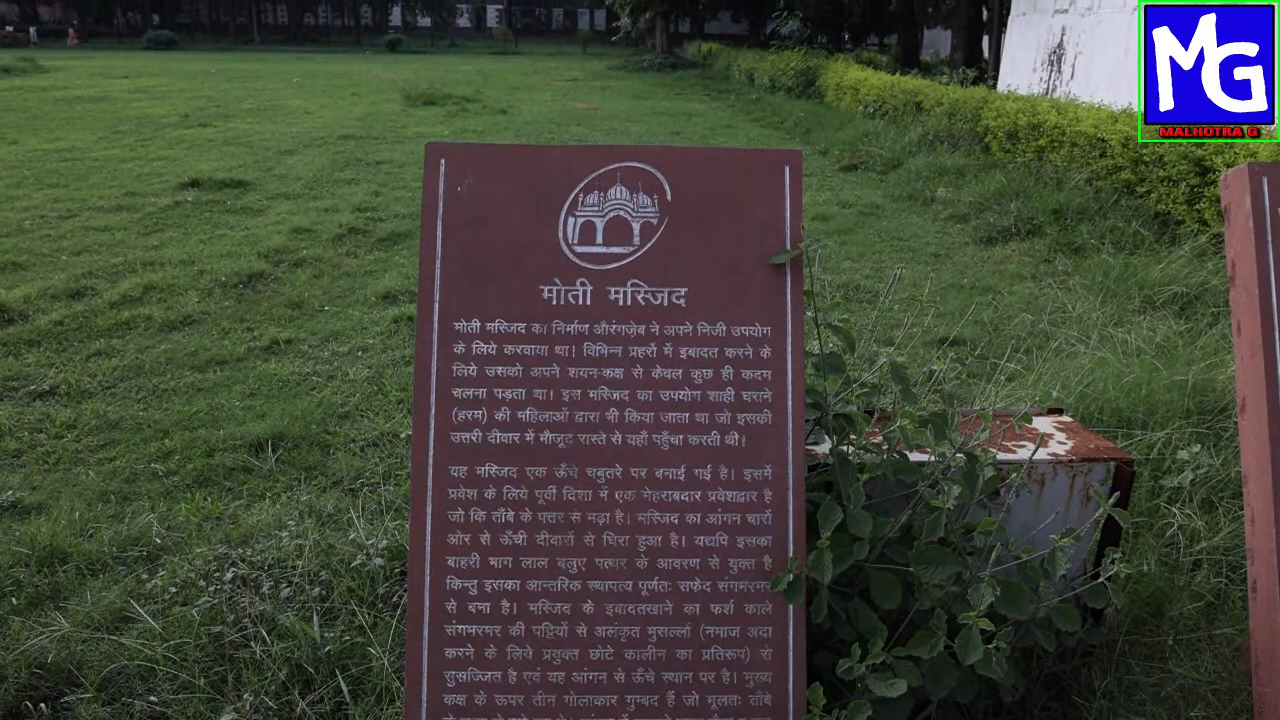 MG
MALHOTRA G
मोती मस्जिद
मोती मस्जिद का निर्माण औरंगज़ेब ने अपने निजी उपयोग
के लिये करवाया था। विभिन्न प्रहरों में इबादत करने के
लिये उसको अपने शयन-कक्ष से केवल कुछ ही कदम
चलना पड़ता था। इस मस्जिद का उपयोग शाही घराने
(हरम) की महिलाओं द्वारा भी किया जाता था जो इसकी
उत्तरी दीवार में मौजूद रास्ते से यहाँ पहुँचा करती थी।
यह मस्जिद एक ऊँचे चबुतरे पर बनाई गई है। इसमें
प्रवेश के लिये पूर्वी दिशा में एक मेहराबदार प्रवेशद्वार है
जो कि ताँबे के पत्तर से मढ़ा है। मस्जिद का आंगन चारों
ओर से ऊँची दीवारों से घिरा हुआ है। यद्यपि इसका
बाहरी भाग लाल बलुए पत्थर के आवरण से युक्त है
किन्तु इसका आन्तरिक स्थापत्य पूर्णतः सफेद संगमरमर
से बना है। मस्जिद के इबादतखाने का फर्श काले
संगमरमर की पट्टियों से अलंकृत मुसल्लों (नमाज अदा
करने के लिये प्रयुक्त छोटे कालीन का प्रतिरूप) से
सुसज्जित है एवं यह आंगन से ऊँचे स्थान पर है। मुख्य
कक्ष के ऊपर तीन गोलाकार गुम्बद हैं जो मूलतः ताँबे